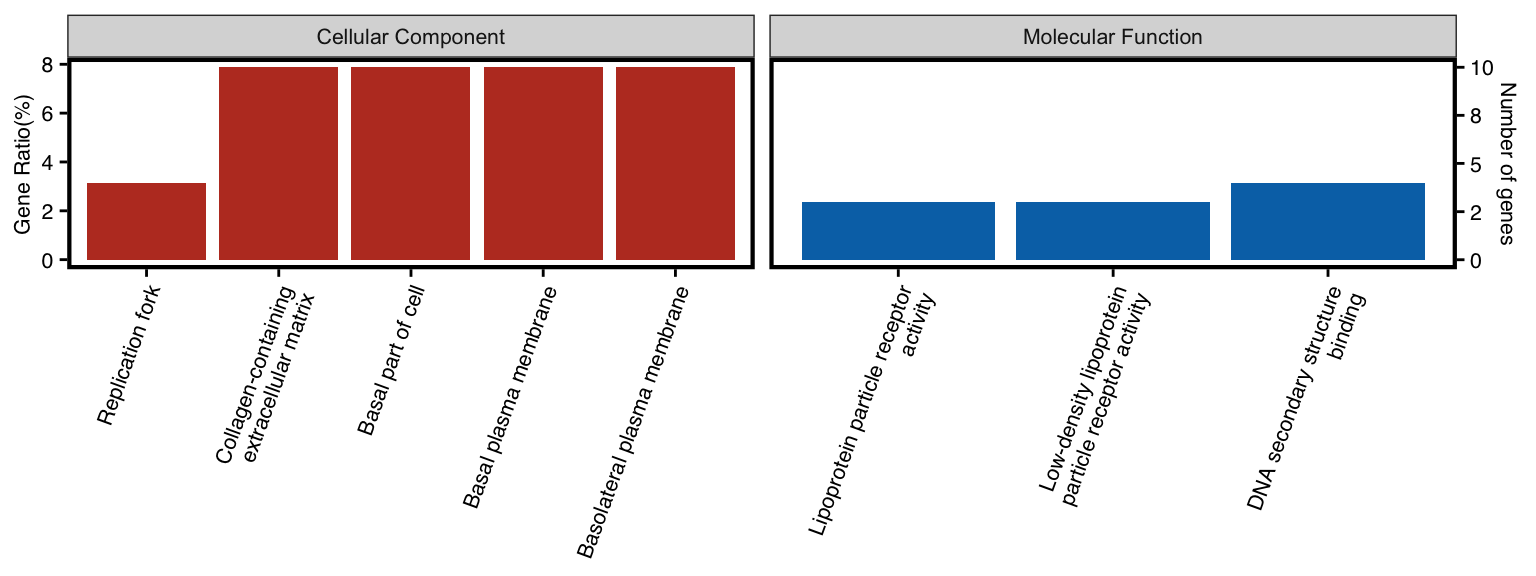 Cellular Component
Molecular Function
Gene Ratio(%)
8
6
4
2
0
10
8
5
2
0
Number of genes
Replication fork
Collagen-containing
extracellular matrix
Basal part of cell
Basal plasma membrane
Basolateral plasma membrane
Lipoprotein particle receptor
activity
Low-density lipoprotein
particle receptor activity
DNA secondary structure
binding